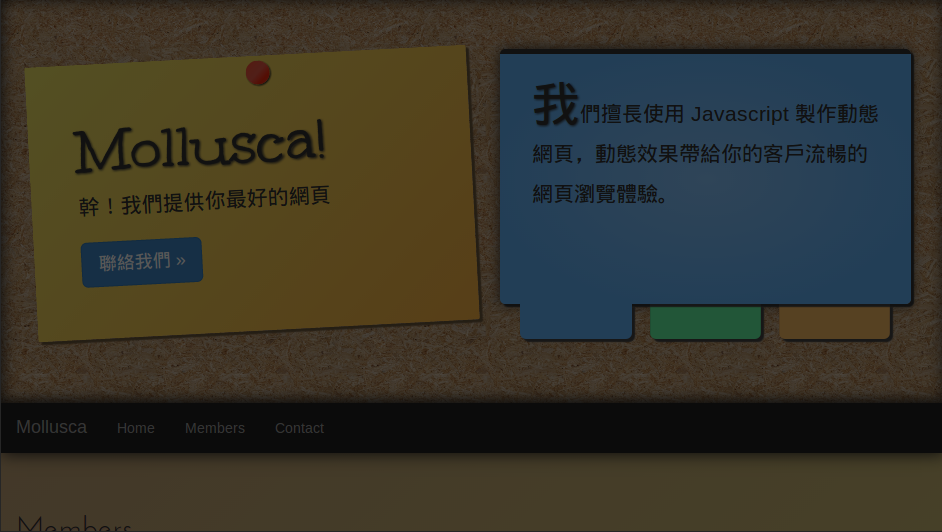 Mollusca!
幹！我們提供你最好的網頁
聯絡我們 »
我們擅長使用 Javascript 製作動態
網頁，動態效果帶給你的客戶流暢的
網頁瀏覽體驗。
Mollusca Home Members Contact
Members